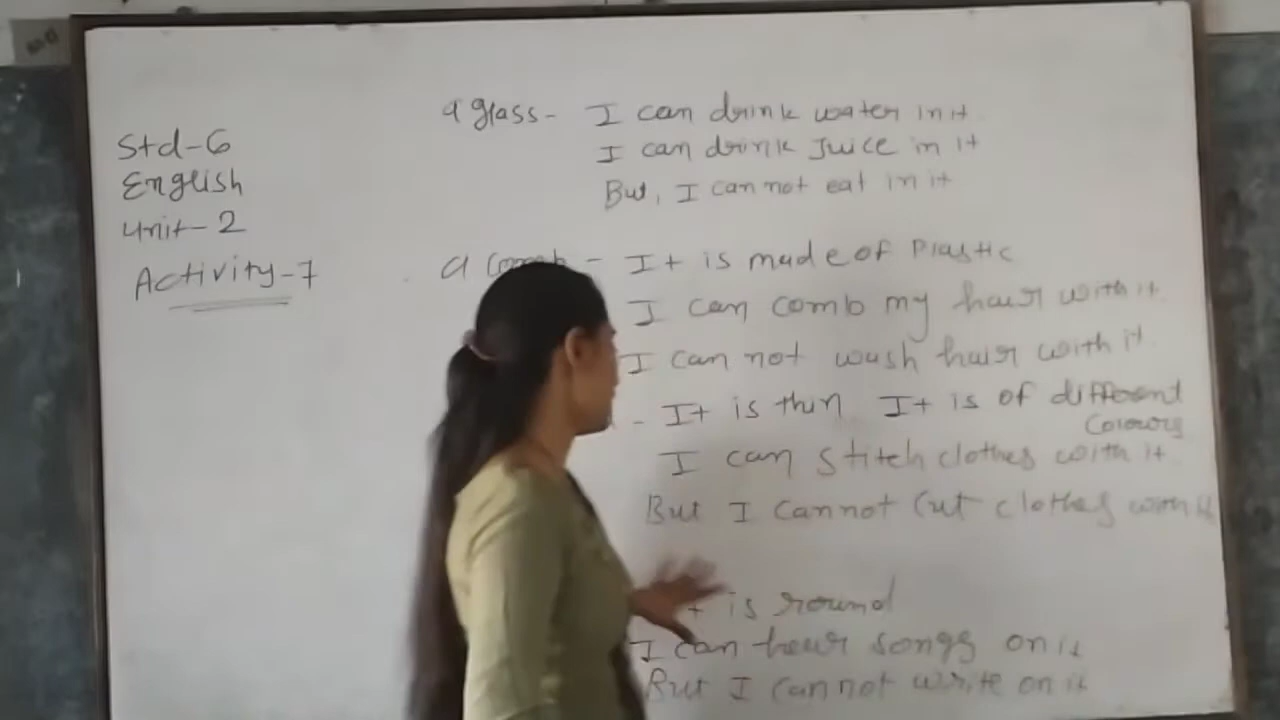 Std-6
English
Unit-2
Activity-7
a glass- I can drink water in it
I can drink Juice in it
But, I can not eat in it
a comb - It is made of Plastic
I can comb my hair with it
I can not wash hair with it
- It is thin It is of different
Colours
I can stitch clothes with it
But I cannot cut clothes with it
is round
I can hear songs on it
But I cannot write on it